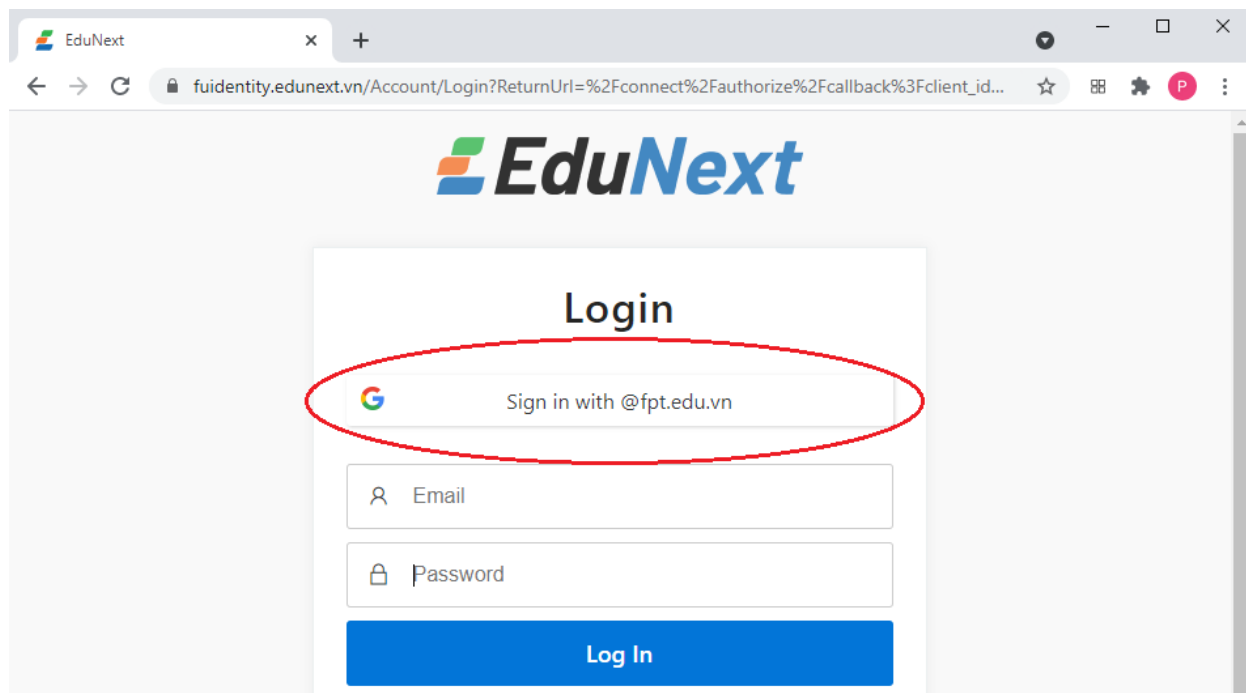 EduNext
fuidentity.edunext.vn/Account/Login?ReturnUrl=%2Fconnect%2Fauthorize%2Fcallback%3Fclient_id...
P
EduNext
Login
Sign in with @fpt.edu.vn
Email
Password
Log In